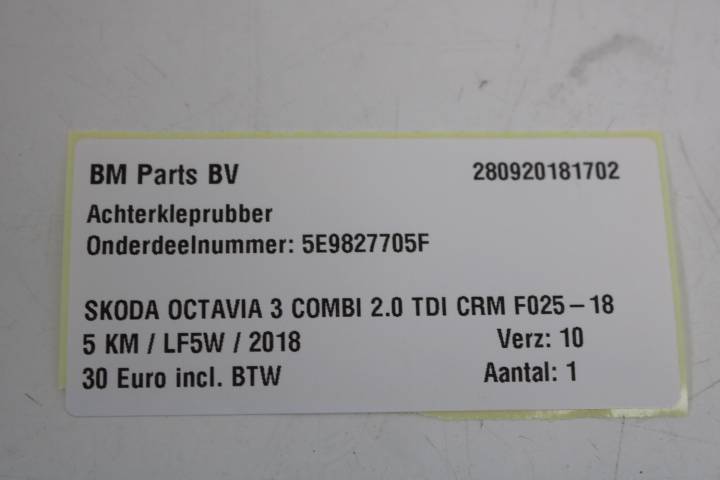 BM Parts BV 280920181702
Achterkleprubber
Onderdeelnummer: 5E9827705F
SKODA OCTAVIA 3 COMBI 2.0 TDI CRM F025-18
5 KM / LF5W / 2018 Verz: 10
30 Euro incl. BTW Aantal: 1